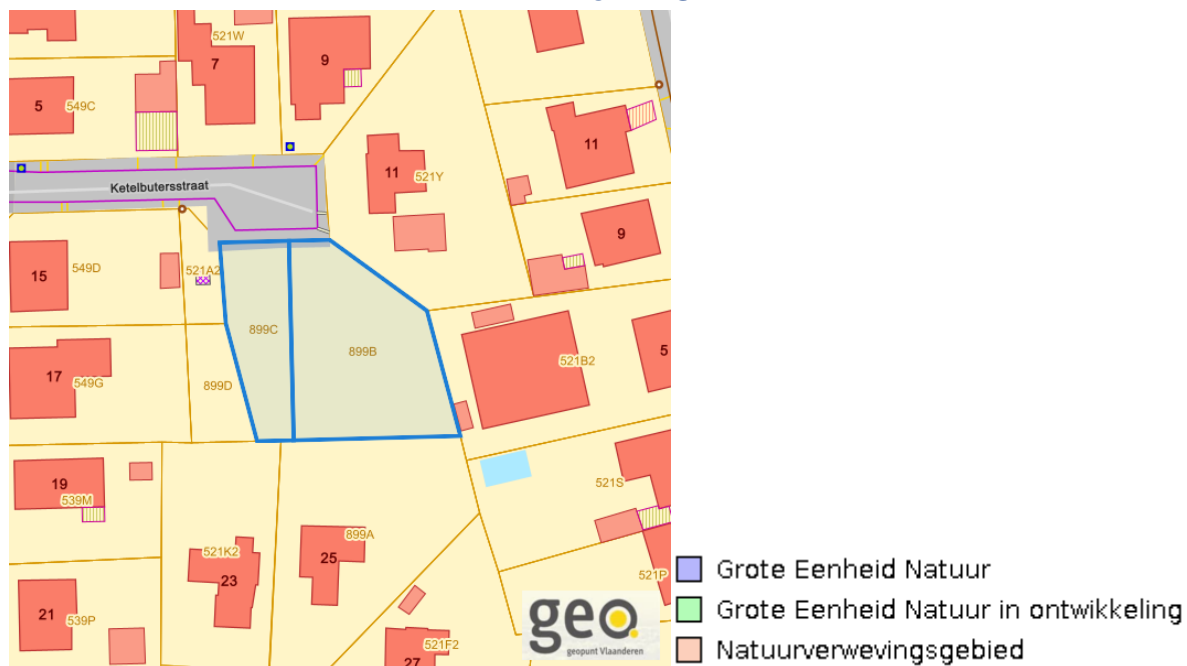 521W
7
9
5
549C
11
11
521Y
Ketelbutersstraat
9
15
549D
521A2
899C
899B
521B2
5
17
549G
899D
19
539M
521S
899A
25
521K2
23
521P
21
539P
521F2
27
geo.
geopunt Vlaanderen
Grote Eenheid Natuur
Grote Eenheid Natuur in ontwikkeling
Natuurverwevingsgebied